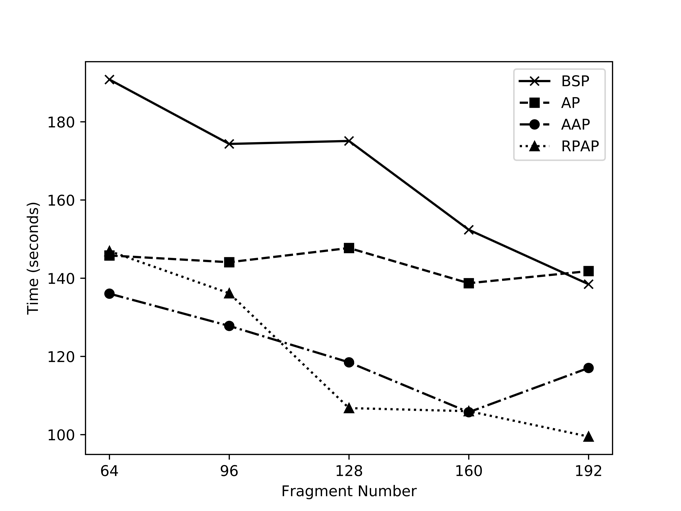 BSP
AP
AAP
RPAP
Time (seconds)
180
160
140
120
100
64 96 128 160 192
Fragment Number